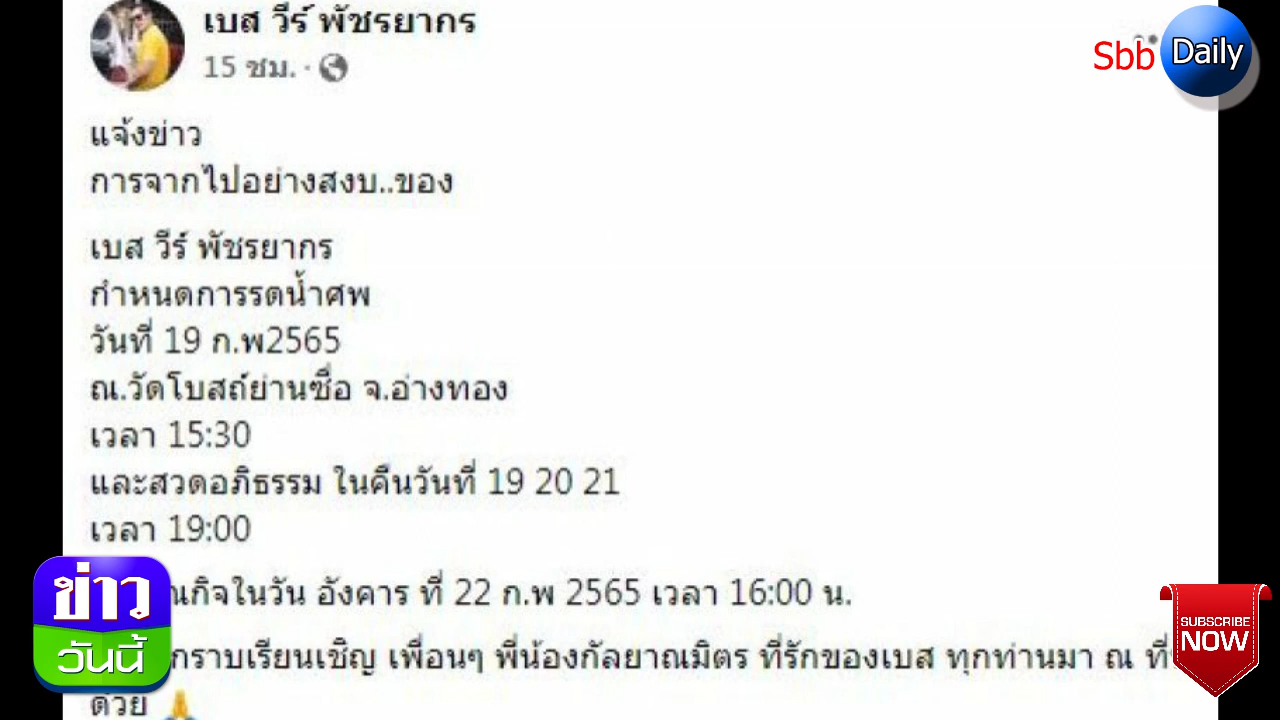 เบส วีร์ พัชรยากร
15 ชม.
Sbb Daily
แจ้งข่าว
การจากไปอย่างสงบ..ของ
เบส วีร์ พัชรยากร
กำหนดการรดน้ำศพ
วันที่ 19 ก.พ2565
ณ.วัดโบสถ์ย่านซื่อ จ.อ่างทอง
เวลา 15:30
และสวดอภิธรรม ในคืนวันที่ 19 20 21
เวลา 19:00
ณกิจในวัน อังคาร ที่ 22 ก.พ 2565 เวลา 16:00 น.
กราบเรียนเชิญ เพื่อนๆ พี่น้องกัลยาณมิตร ที่รักของเบส ทุกท่านมา ณ
ด้วย 🙏
ข่าว
วันนี้
SUBSCRIBE
NOW